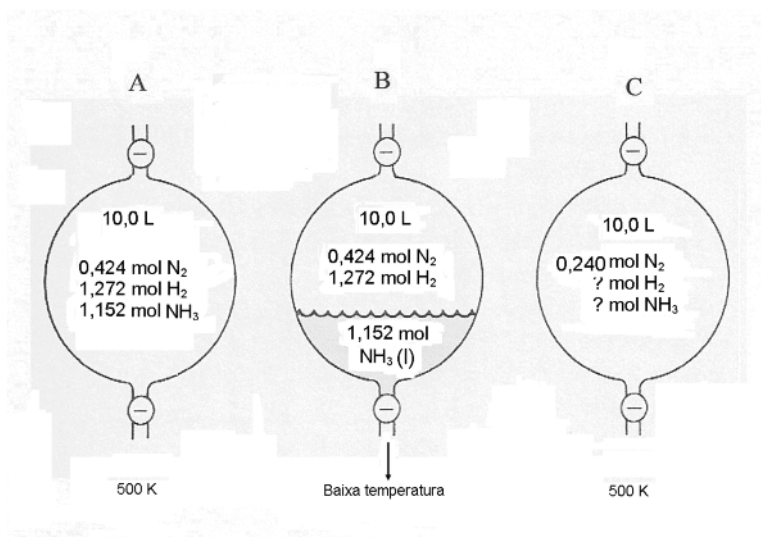 A
10,0 L
0,424 mol N₂
1,272 mol H₂
1,152 mol NH₃
500 K
B
10,0 L
0,424 mol N₂
1,272 mol H₂
1,152 mol
NH₃ (l)
Baixa temperatura
C
10,0 L
0,240 mol N₂
? mol H₂
? mol NH₃
500 K